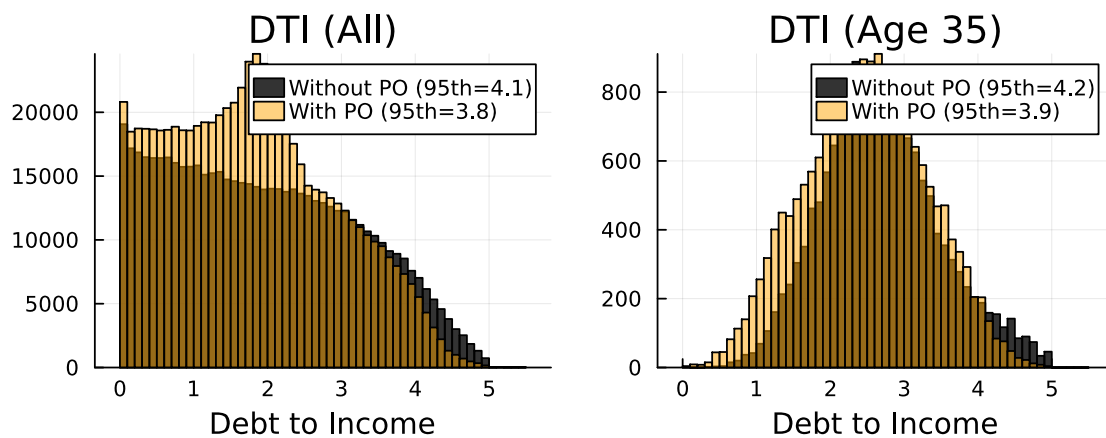 DTI (All)
Without PO (95th=4.1)
With PO (95th=3.8)
20000
15000
10000
5000
0
0 1 2 3 4 5
Debt to Income
DTI (Age 35)
Without PO (95th=4.2)
With PO (95th=3.9)
800
600
400
200
0
0 1 2 3 4 5
Debt to Income